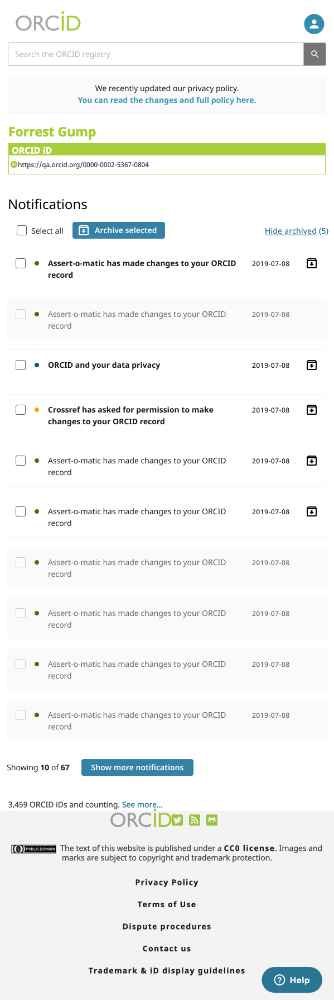 ORCID
Search the ORCID registry
We recently updated our privacy policy.
You can read the changes and full policy here.
Forrest Gump
ORCID iD
iD https://qa.orcid.org/0000-0002-5367-0804
Notifications
Select all Archive selected Hide archived (5)
Assert-o-matic has made changes to your ORCID 2019-07-08
record
Assert-o-matic has made changes to your ORCID 2019-07-08
record
ORCID and your data privacy 2019-07-08
Crossref has asked for permission to make 2019-07-08
changes to your ORCID record
Assert-o-matic has made changes to your ORCID 2019-07-08
record
Assert-o-matic has made changes to your ORCID 2019-07-08
record
Assert-o-matic has made changes to your ORCID 2019-07-08
record
Assert-o-matic has made changes to your ORCID 2019-07-08
record
Assert-o-matic has made changes to your ORCID 2019-07-08
record
Assert-o-matic has made changes to your ORCID 2019-07-08
record
Showing 10 of 67 Show more notifications
3,459 ORCID iDs and counting. See more...
ORCID
0 PUBLIC DOMAIN The text of this website is published under a CC0 license. Images and
marks are subject to copyright and trademark protection.
Privacy Policy
Terms of Use
Dispute procedures
Contact us
Trademark & iD display guidelines
? Help